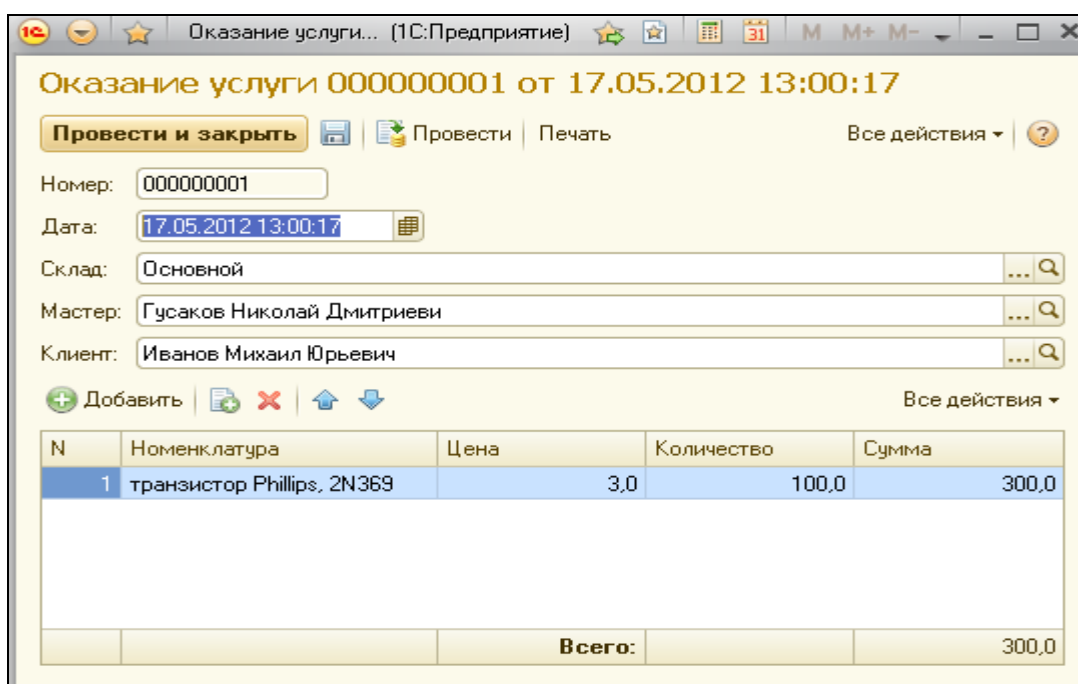 1С Оказание услуги... (1С:Предприятие) 31 M M+ M-
Оказание услуги 000000001 от 17.05.2012 13:00:17
Провести и закрыть Провести Печать Все действия ?
Номер: 000000001
Дата: 17.05.2012 13:00:17
Склад: Основной ...
Мастер: Гусаков Николай Дмитриеви ...
Клиент: Иванов Михаил Юрьевич ...
Добавить Все действия
N Номенклатура Цена Количество Сумма
1 транзистор Phillips, 2N369 3,0 100,0 300,0
Всего: 300,0